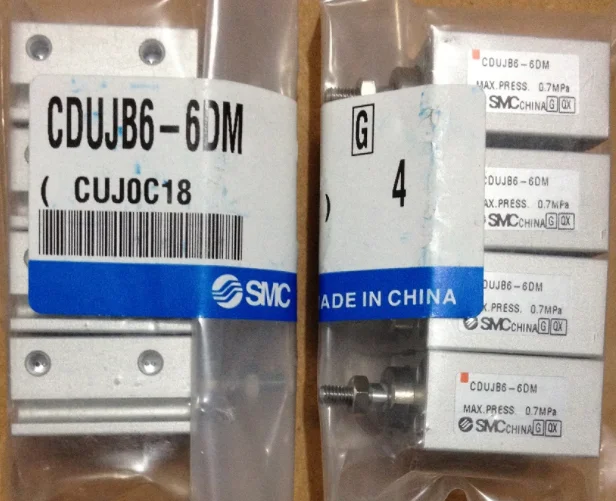 CDUJB6-6DM
( CUJ0C18
SMC
G
) 4
MADE IN CHINA
CDUJB6-6DM
MAX.PRESS. 0.7MPa
SMC CHINA G QX
CDUJB6-6DM
MAX.PRESS. 0.7MPa
SMC CHINA G QX
CDUJB6-6DM
MAX.PRESS. 0.7MPa
SMC CHINA G QX
CDUJB6-6DM
MAX.PRESS. 0.7MPa
SMC CHINA G QX